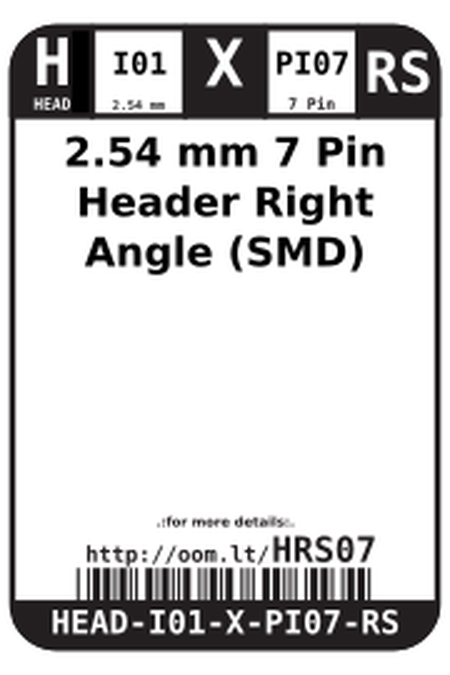 H I01 X PI07 RS
HEAD 2.54 mm 7 Pin
2.54 mm 7 Pin
Header Right
Angle (SMD)
.:for more details:.
http://oom.lt/HRS07
HEAD-I01-X-PI07-RS